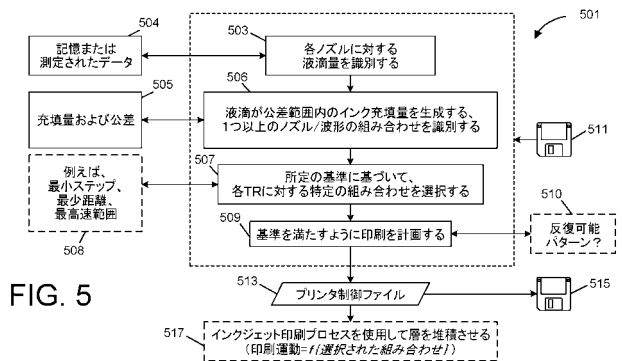 504
記憶または
測定されたデータ
503
各ノズルに対する
液滴量を識別する
501
505
充填量および公差
506
液滴が公差範囲内のインク充填量を生成する、
1つ以上のノズル/波形の組み合わせを識別する
511
例えば、
最小ステップ、
最少距離、
最高速範囲
508
507
所定の基準に基づいて、
各TRに対する特定の組み合わせを選択する
509
基準を満たすように印刷を計画する
510
反復可能
パターン？
513
プリンタ制御ファイル
515
FIG. 5
517
インクジェット印刷プロセスを使用して層を堆積させる
(印刷運動=f{選択された組み合わせ})